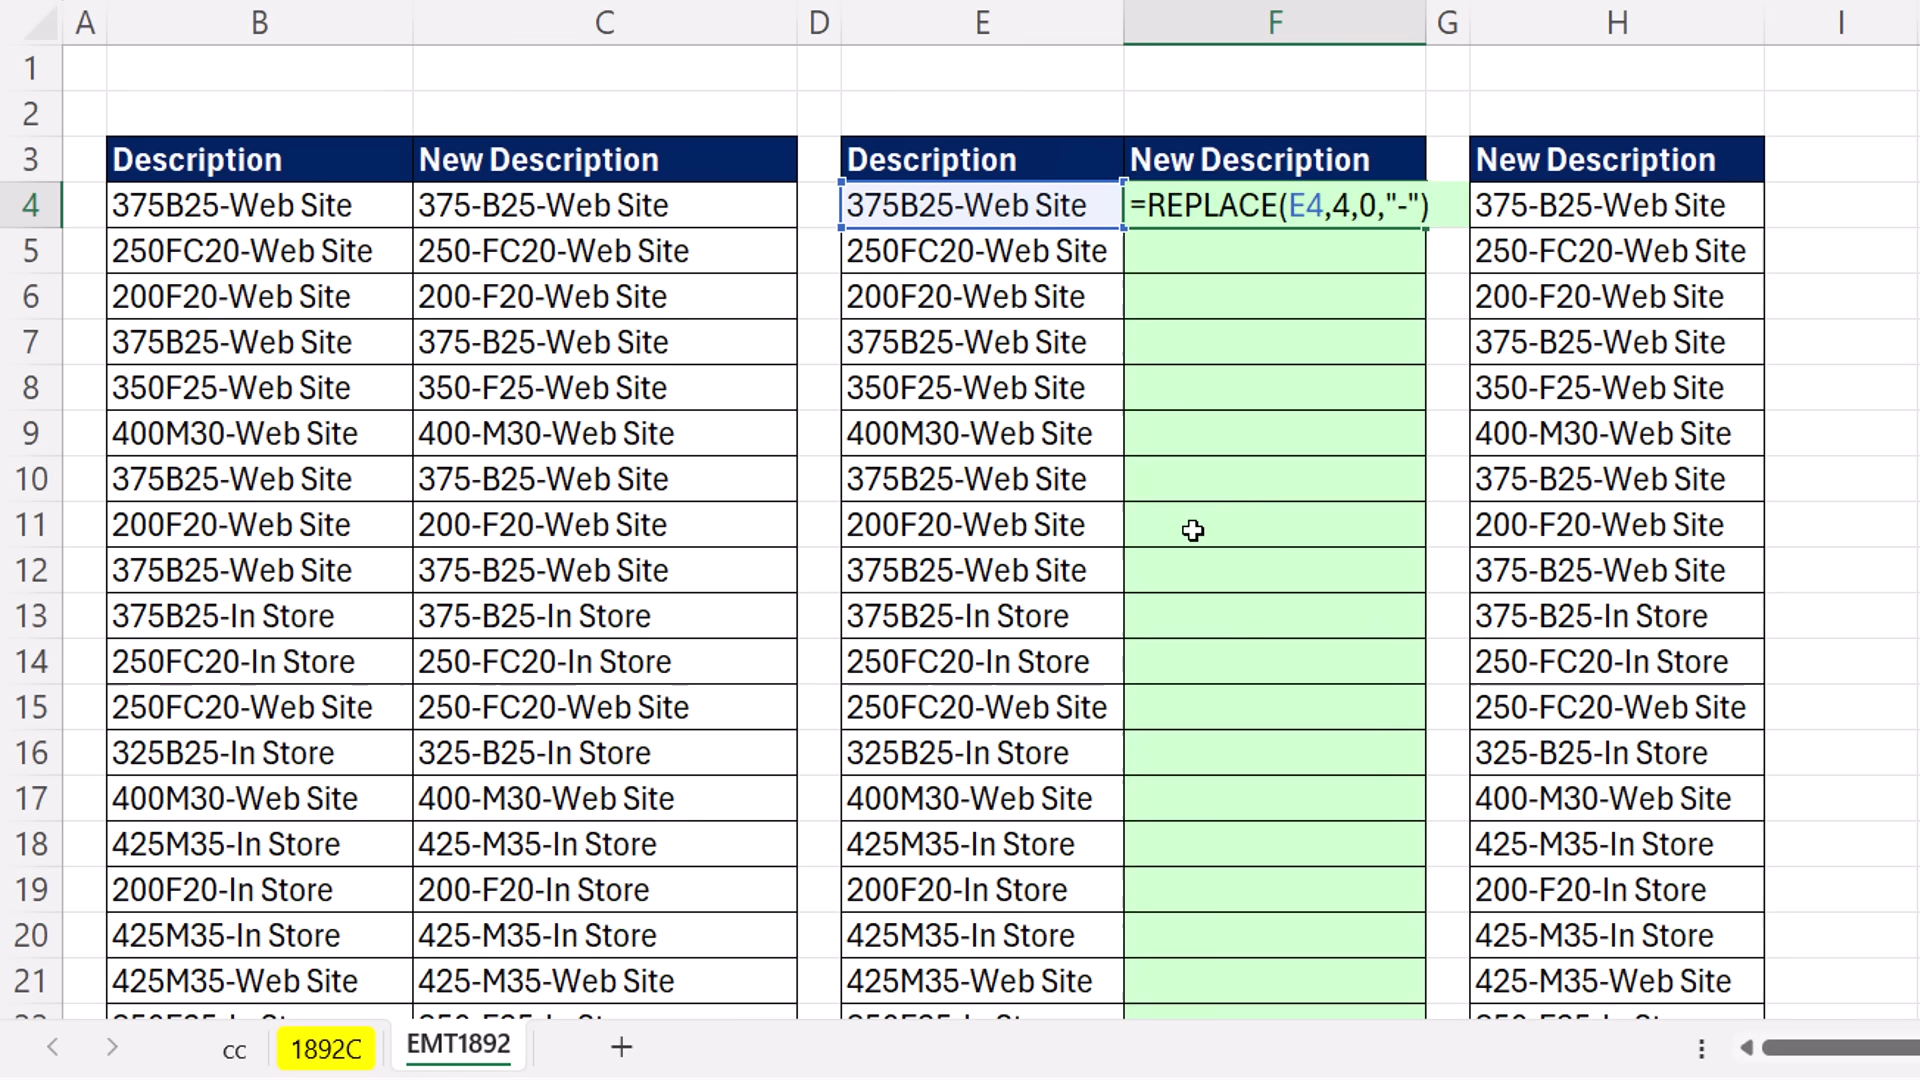 A B C D E F G H I
1
2
3 Description New Description Description New Description New Description
4 375B25-Web Site 375-B25-Web Site 375B25-Web Site =REPLACE(E4,4,0,"-") 375-B25-Web Site
5 250FC20-Web Site 250-FC20-Web Site 250FC20-Web Site 250-FC20-Web Site
6 200F20-Web Site 200-F20-Web Site 200F20-Web Site 200-F20-Web Site
7 375B25-Web Site 375-B25-Web Site 375B25-Web Site 375-B25-Web Site
8 350F25-Web Site 350-F25-Web Site 350F25-Web Site 350-F25-Web Site
9 400M30-Web Site 400-M30-Web Site 400M30-Web Site 400-M30-Web Site
10 375B25-Web Site 375-B25-Web Site 375B25-Web Site 375-B25-Web Site
11 200F20-Web Site 200-F20-Web Site 200F20-Web Site 200-F20-Web Site
12 375B25-Web Site 375-B25-Web Site 375B25-Web Site 375-B25-Web Site
13 375B25-In Store 375-B25-In Store 375B25-In Store 375-B25-In Store
14 250FC20-In Store 250-FC20-In Store 250FC20-In Store 250-FC20-In Store
15 250FC20-Web Site 250-FC20-Web Site 250FC20-Web Site 250-FC20-Web Site
16 325B25-In Store 325-B25-In Store 325B25-In Store 325-B25-In Store
17 400M30-Web Site 400-M30-Web Site 400M30-Web Site 400-M30-Web Site
18 425M35-In Store 425-M35-In Store 425M35-In Store 425-M35-In Store
19 200F20-In Store 200-F20-In Store 200F20-In Store 200-F20-In Store
20 425M35-In Store 425-M35-In Store 425M35-In Store 425-M35-In Store
21 425M35-Web Site 425-M35-Web Site 425M35-Web Site 425-M35-Web Site
cc 1892C EMT1892